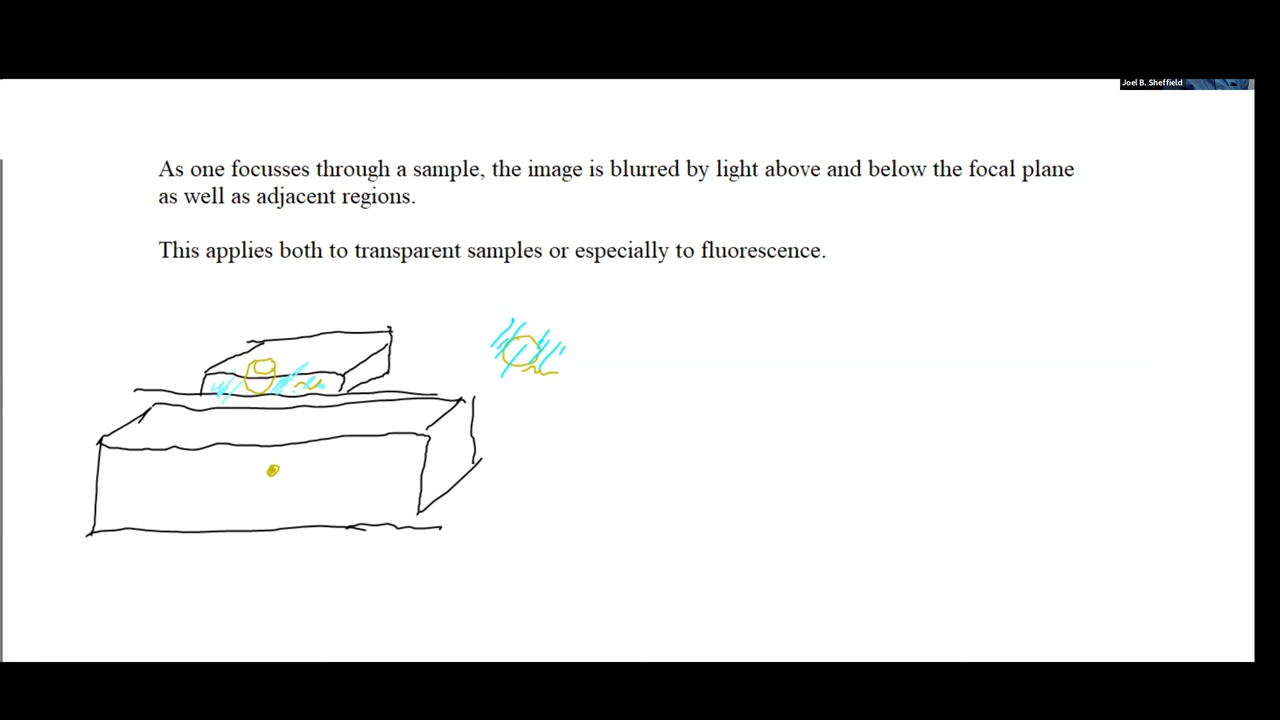 Joel B. Sheffield
As one focusses through a sample, the image is blurred by light above and below the focal plane
as well as adjacent regions.
This applies both to transparent samples or especially to fluorescence.